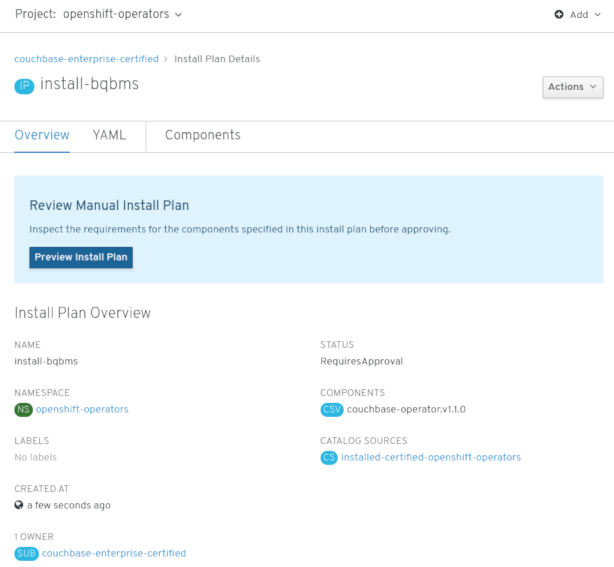 Project: openshift-operators
Add
couchbase-enterprise-certified > Install Plan Details
IP install-bqbms
Actions
Overview YAML Components
Review Manual Install Plan
Inspect the requirements for the components specified in this install plan before approving.
Preview Install Plan
Install Plan Overview
NAME
install-bqbms
STATUS
RequiresApproval
NAMESPACE
NS openshift-operators
COMPONENTS
CSV couchbase-operator.v1.1.0
LABELS
No labels
CATALOG SOURCES
CS installed-certified-openshift-operators
CREATED AT
a few seconds ago
1 OWNER
SUB couchbase-enterprise-certified